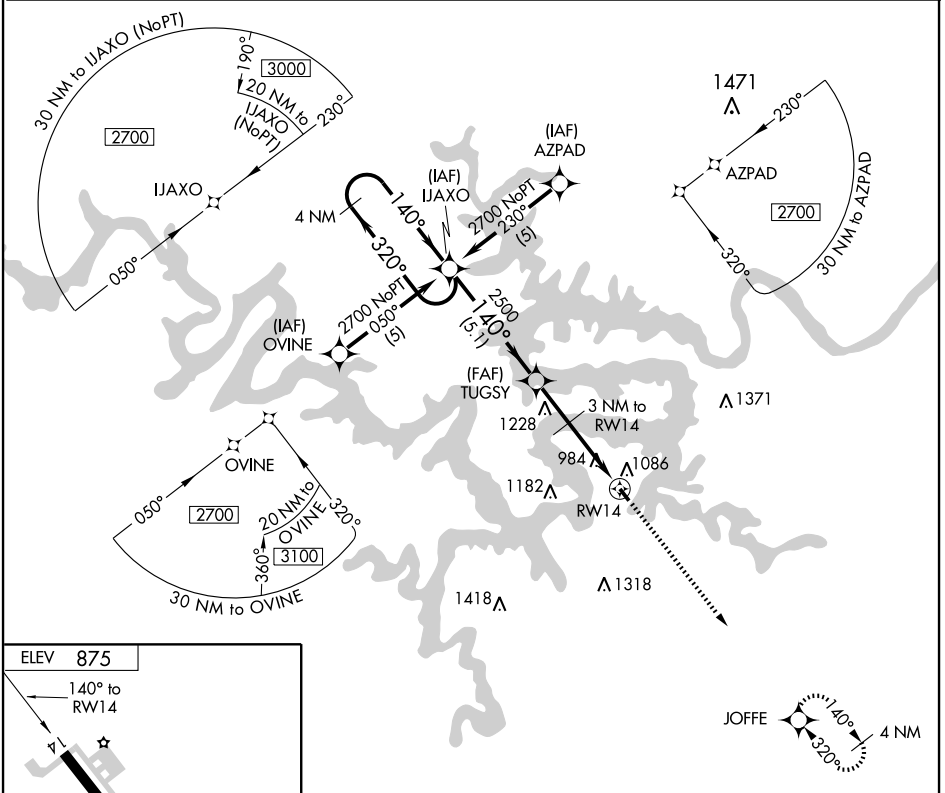 30 NM to IJAXO (NoPT)
190°
3000
20 NM to
IJAXO
(NoPT)
230°
2700
IJAXO
050°
1471
230°
AZPAD
2700
320°
30 NM to AZPAD
(IAF)
AZPAD
(IAF)
IJAXO
4 NM
140°
320°
2700 NoPT
230°
(5)
2700 NoPT
050°
(5)
(IAF)
OVINE
2500
140°
(5.1)
(FAF)
TUGSY
1228
3 NM to
RW14
1371
984
1086
1182
RW14
OVINE
050°
2700
20 NM to
OVINE
320°
360°
3100
30 NM to OVINE
1418
1318
ELEV 875
140° to
RW14
14
JOFFE
140°
320°
4 NM